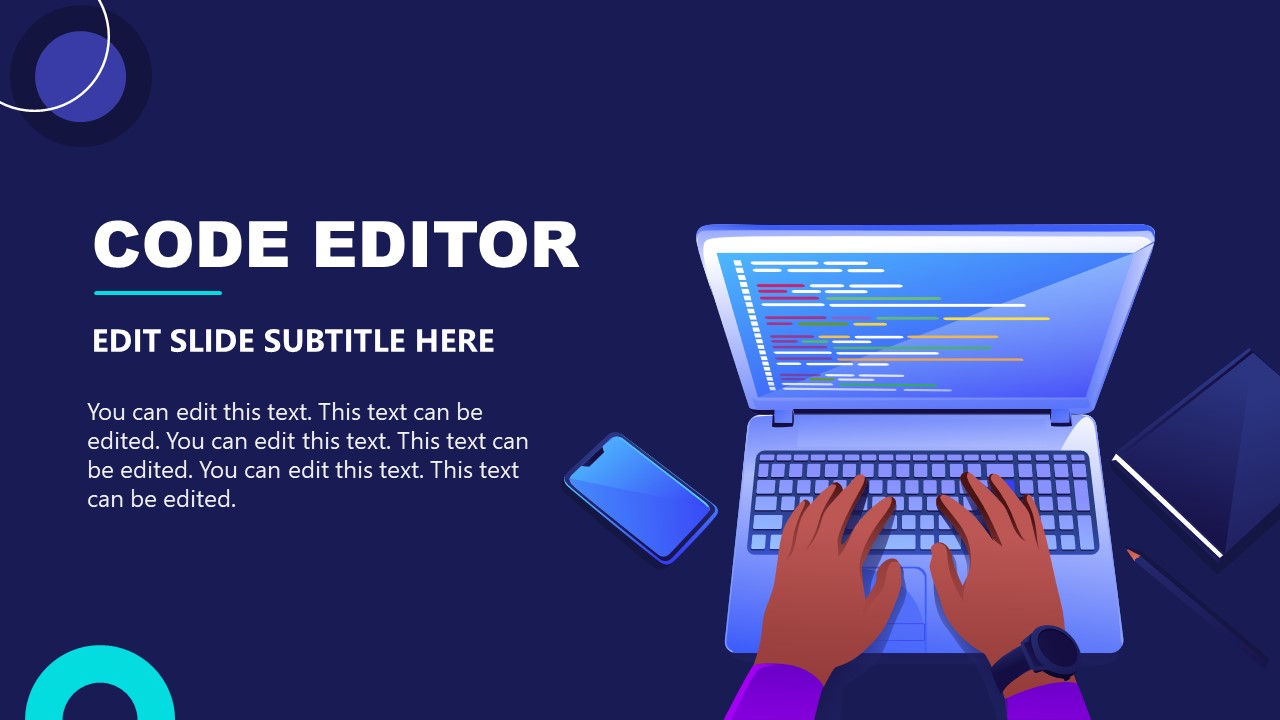 CODE EDITOR
EDIT SLIDE SUBTITLE HERE
You can edit this text. This text can be
edited. You can edit this text. This text can
be edited. You can edit this text. This text
can be edited.